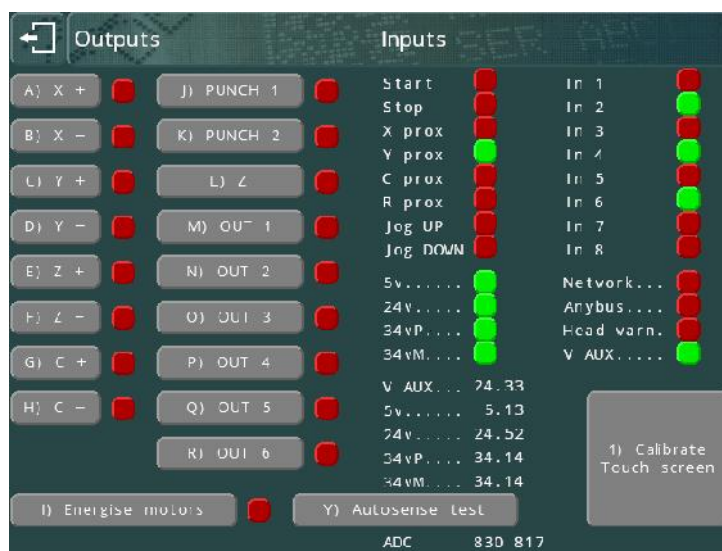 Outputs
Inputs
A) X +
B) X -
C) Y +
D) Y -
E) Z +
F) Z -
G) C +
H) C -
J) PUNCH 1
K) PUNCH 2
L) Z
M) OUT 1
N) OUT 2
O) OUT 3
P) OUT 4
Q) OUT 5
R) OUT 6
I) Energise motors
Y) Autosense test
Start
Stop
X prox
Y prox
C prox
R prox
Jog UP
Jog DOWN
5v......
24v.....
34vP....
34vM....
V AUX... 24.33
5v...... 5.13
24v..... 24.52
34vP.... 34.14
34vM.... 34.14
ADC 830 817
In 1
In 2
In 3
In 4
In 5
In 6
In 7
In 8
Network...
Anybus....
Head warn.
V AUX.....
1) Calibrate
Touch screen